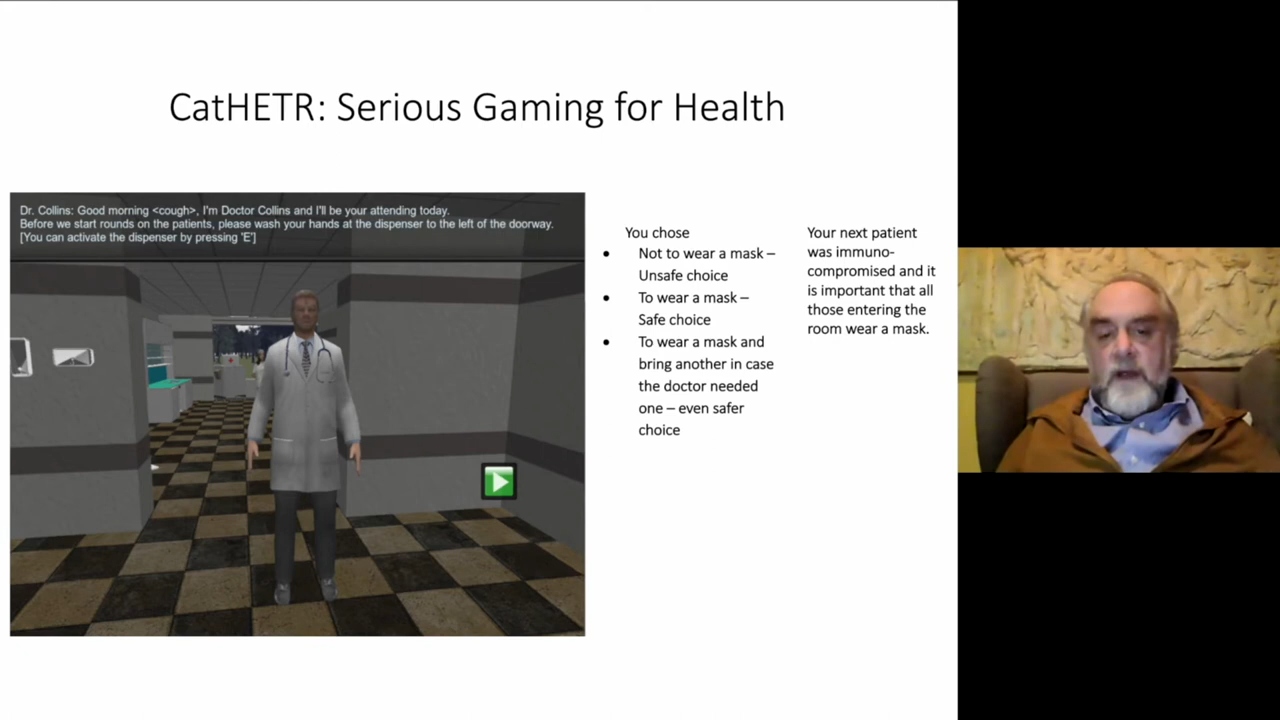 CatHETR: Serious Gaming for Health
Dr. Collins: Good morning <cough>, I'm Doctor Collins and I'll be your attending today.
Before we start rounds on the patients, please wash your hands at the dispenser to the left of the doorway.
[You can activate the dispenser by pressing 'E']
You chose
• Not to wear a mask –
Unsafe choice
• To wear a mask –
Safe choice
• To wear a mask and
bring another in case
the doctor needed
one – even safer
choice
Your next patient
was immuno-
compromised and it
is important that all
those entering the
room wear a mask.